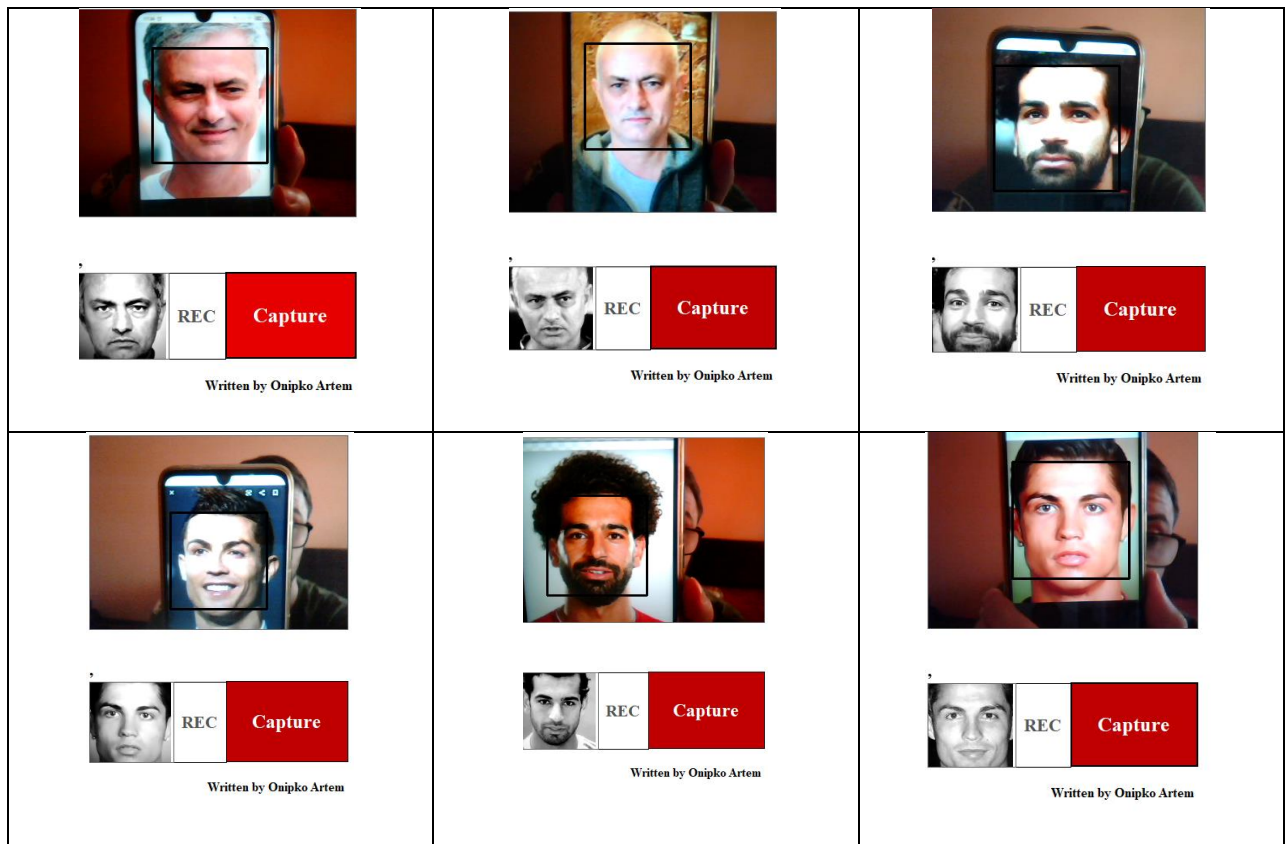 ,
REC
Capture
Written by Onipko Artem
,
REC
Capture
Written by Onipko Artem
,
REC
Capture
Written by Onipko Artem
,
REC
Capture
Written by Onipko Artem
REC
Capture
Written by Onipko Artem
,
REC
Capture
Written by Onipko Artem